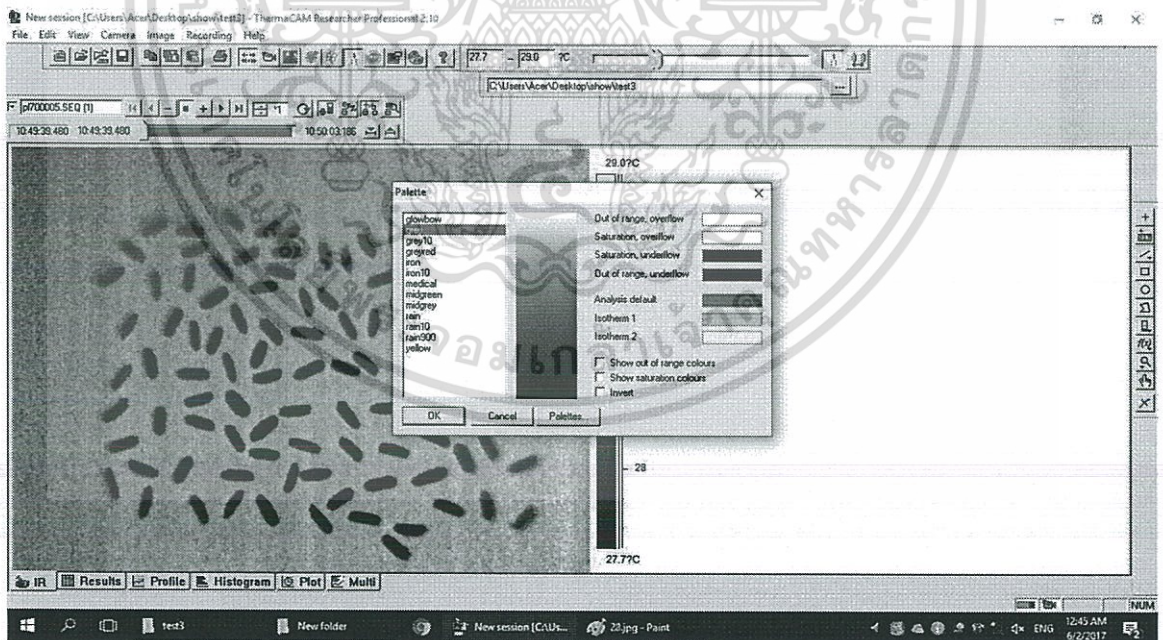 New session [C:\Users\Acer\Desktop\show\test3] - ThermaCAM Researcher Professional 2.10
File Edit View Camera Image Recording Help
27.7 - 29.0 ?C
C:\Users\Acer\Desktop\show\test3 ...
pl700005.SEQ (1)
10:49:39.480 10:49:39.480 10:50:03.186
29.0?C
Palette
glowbow
grey10
greyred
iron
iron10
medical
midgreen
midgrey
rain
rain10
rain900
yellow
Out of range, overflow
Saturation, overflow
Saturation, underflow
Out of range, underflow
Analysis default
Isotherm 1
Isotherm 2
Show out of range colours
Show saturation colours
Invert
OK Cancel Palettes...
28
27.7?C
IR Results Profile Histogram Plot Multi
NUM
test3 New folder New session [C:\Us... 23.jpg - Paint ENG 12:45 AM
6/2/2017